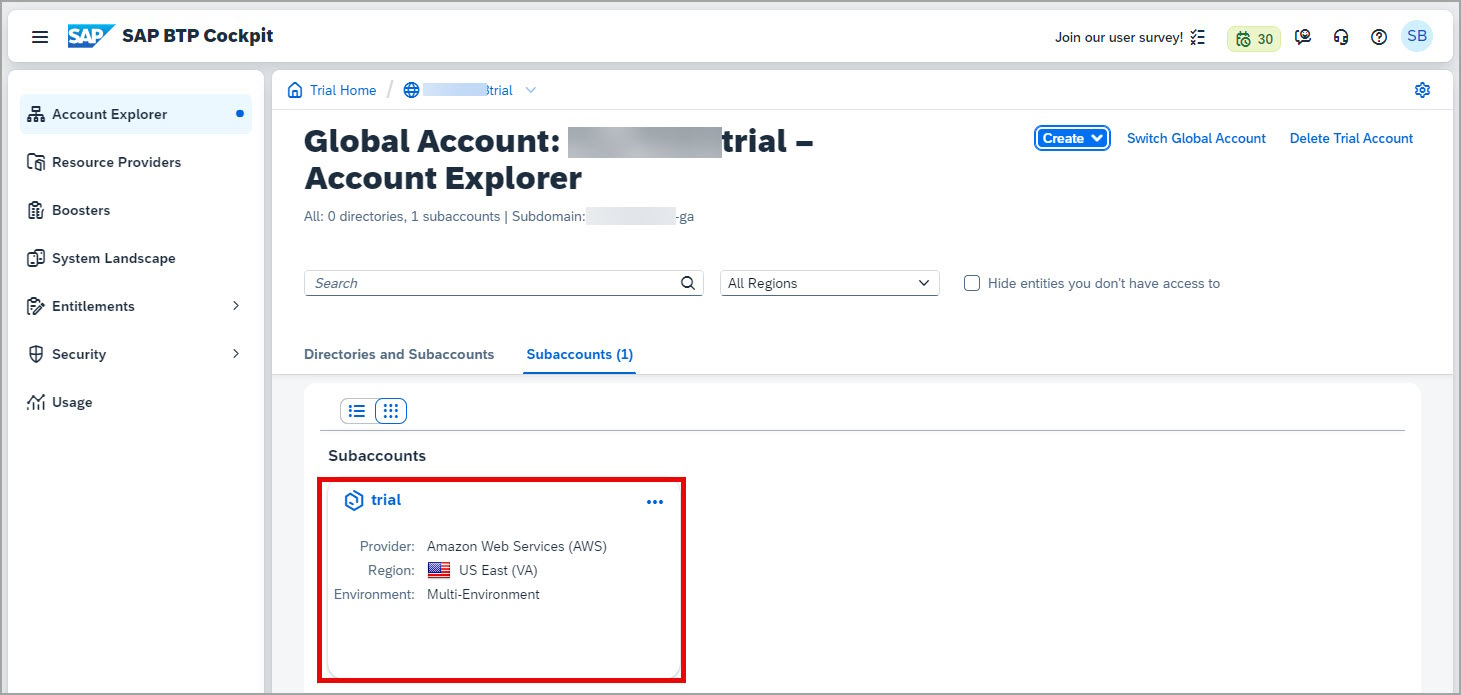 SAP SAP BTP Cockpit
Join our user survey!
30
SB
Account Explorer
Resource Providers
Boosters
System Landscape
Entitlements
Security
Usage
Trial Home / trial
Global Account: trial –
Account Explorer
All: 0 directories, 1 subaccounts | Subdomain: -ga
Create
Switch Global Account
Delete Trial Account
Search
All Regions
Hide entities you don't have access to
Directories and Subaccounts
Subaccounts (1)
Subaccounts
trial
Provider: Amazon Web Services (AWS)
Region: US East (VA)
Environment: Multi-Environment